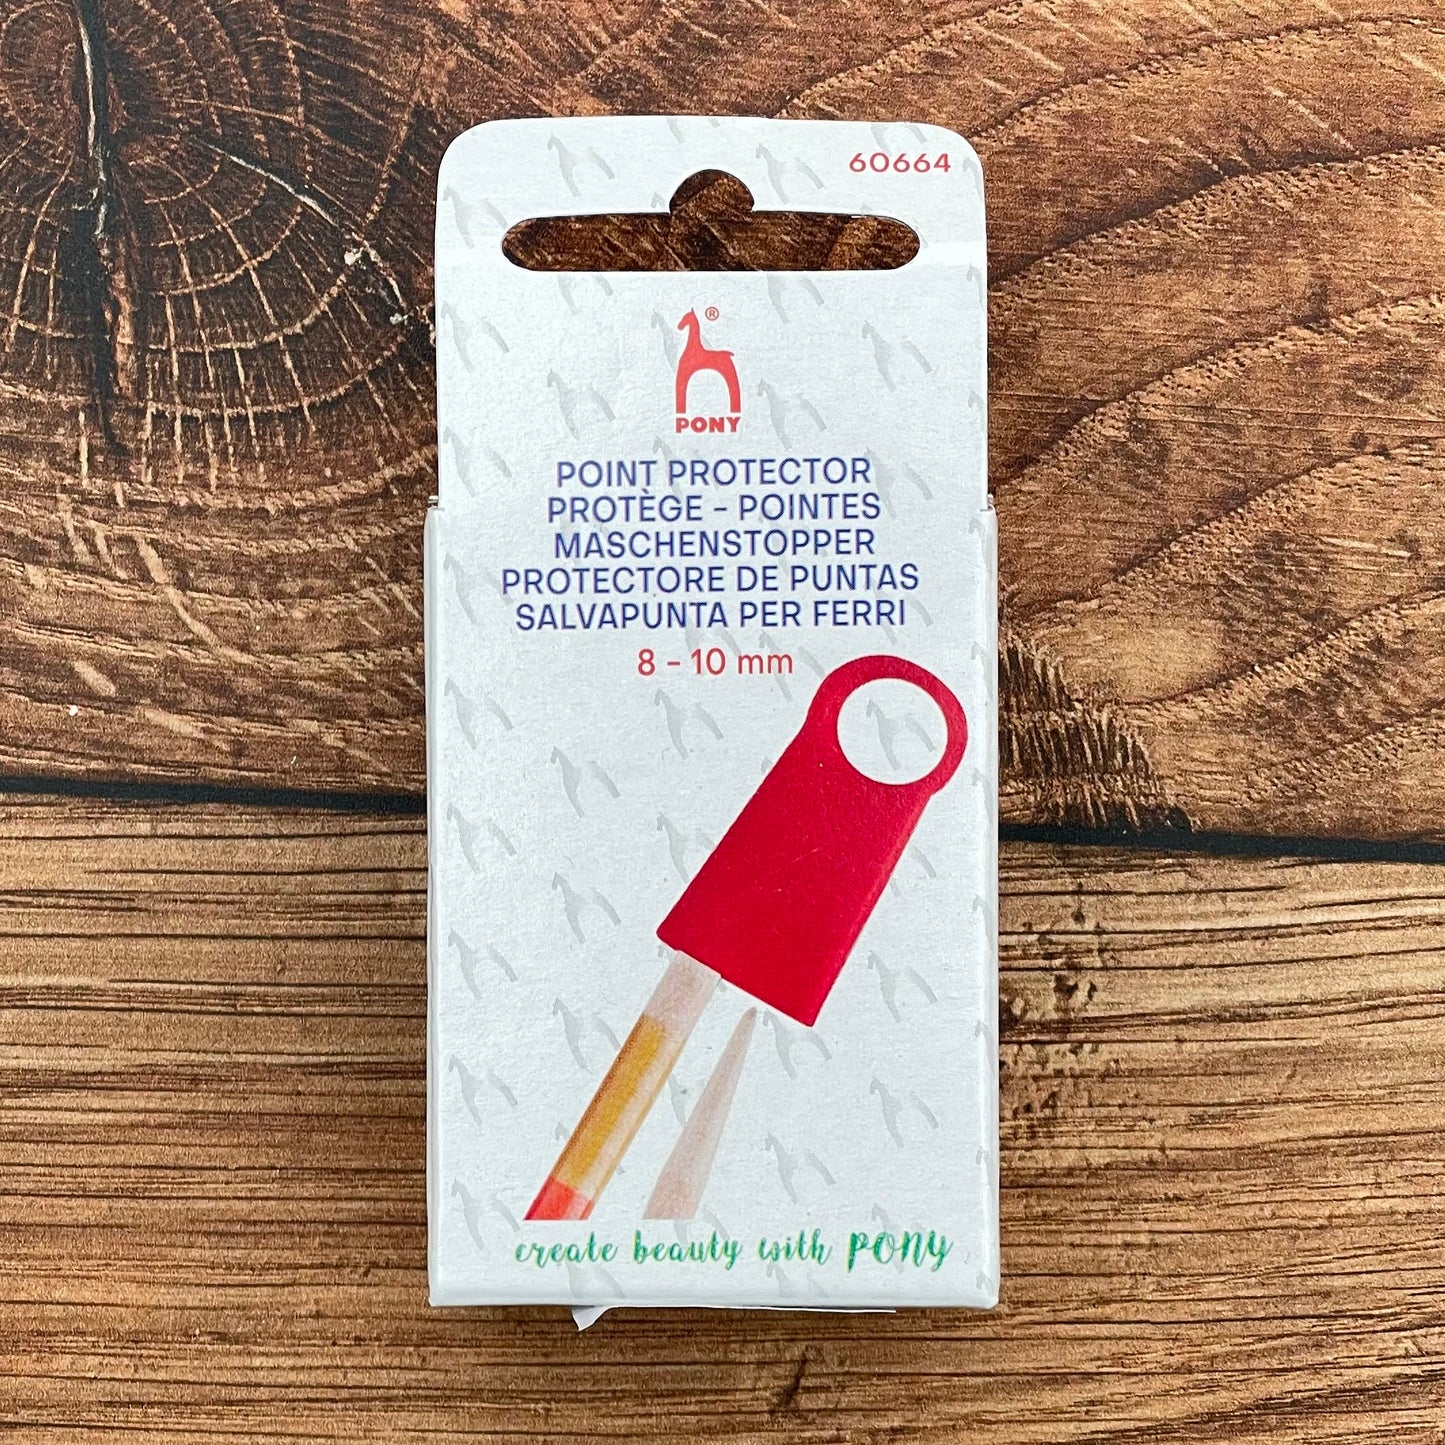 60664
®
PONY
POINT PROTECTOR
PROTÈGE - POINTES
MASCHENSTOPPER
PROTECTORE DE PUNTAS
SALVAPUNTA PER FERRI
8 - 10 mm
create beauty with PONY